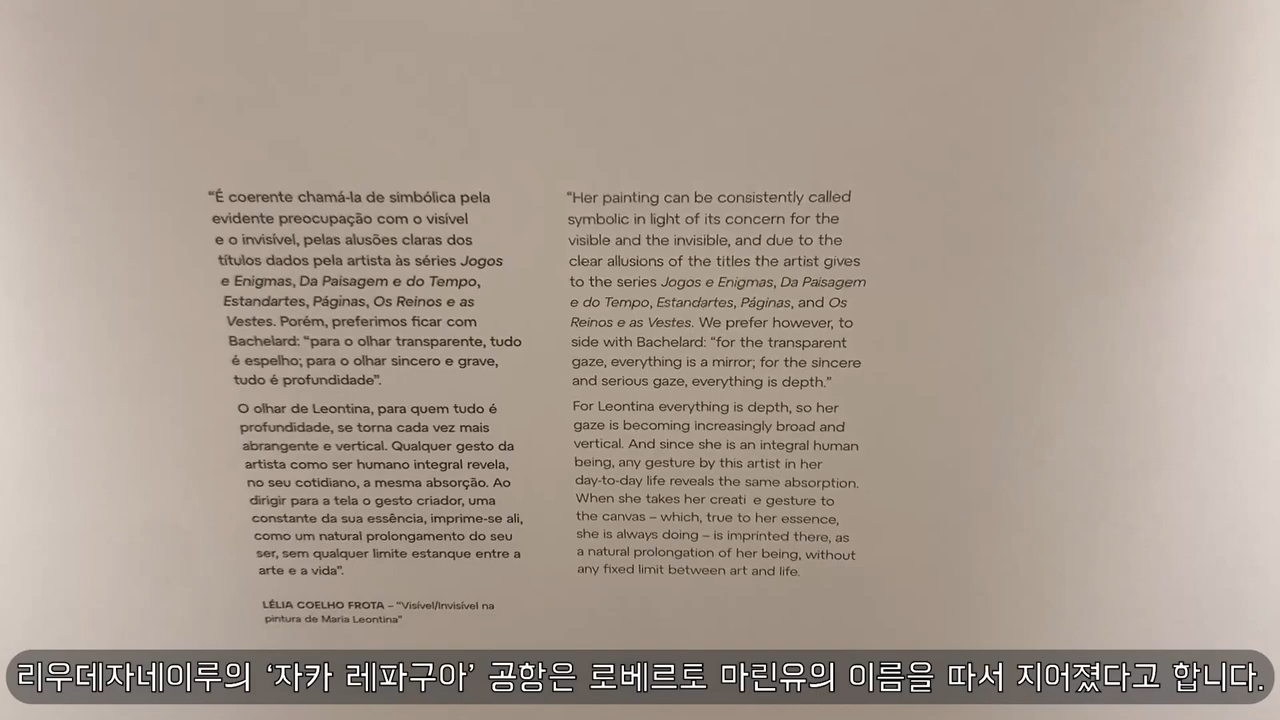 “É coerente chamá-la de simbólica pela
evidente preocupação com o visível
e o invisível, pelas alusões claras dos
títulos dados pela artista às séries Jogos
e Enigmas, Da Paisagem e do Tempo,
Estandartes, Páginas, Os Reinos e as
Vestes. Porém, preferimos ficar com
Bachelard: “para o olhar transparente, tudo
é espelho; para o olhar sincero e grave,
tudo é profundidade”.
O olhar de Leontina, para quem tudo é
profundidade, se torna cada vez mais
abrangente e vertical. Qualquer gesto da
artista como ser humano integral revela,
no seu cotidiano, a mesma absorção. Ao
dirigir para a tela o gesto criador, uma
constante da sua essência, imprime-se ali,
como um natural prolongamento do seu
ser, sem qualquer limite estanque entre a
arte e a vida”.
LÉLIA COELHO FROTA – “Visível/Invisível na
pintura de Maria Leontina”
“Her painting can be consistently called
symbolic in light of its concern for the
visible and the invisible, and due to the
clear allusions of the titles the artist gives
to the series Jogos e Enigmas, Da Paisagem
e do Tempo, Estandartes, Páginas, and Os
Reinos e as Vestes. We prefer however, to
side with Bachelard: “for the transparent
gaze, everything is a mirror; for the sincere
and serious gaze, everything is depth.”
For Leontina everything is depth, so her
gaze is becoming increasingly broad and
vertical. And since she is an integral human
being, any gesture by this artist in her
day-to-day life reveals the same absorption.
When she takes her creati e gesture to
the canvas – which, true to her essence,
she is always doing – is imprinted there, as
a natural prolongation of her being, without
any fixed limit between art and life.
리우데자네이루의 ‘자카 레파구아’ 공항은 로베르토 마린유의 이름을 따서 지어졌다고 합니다.